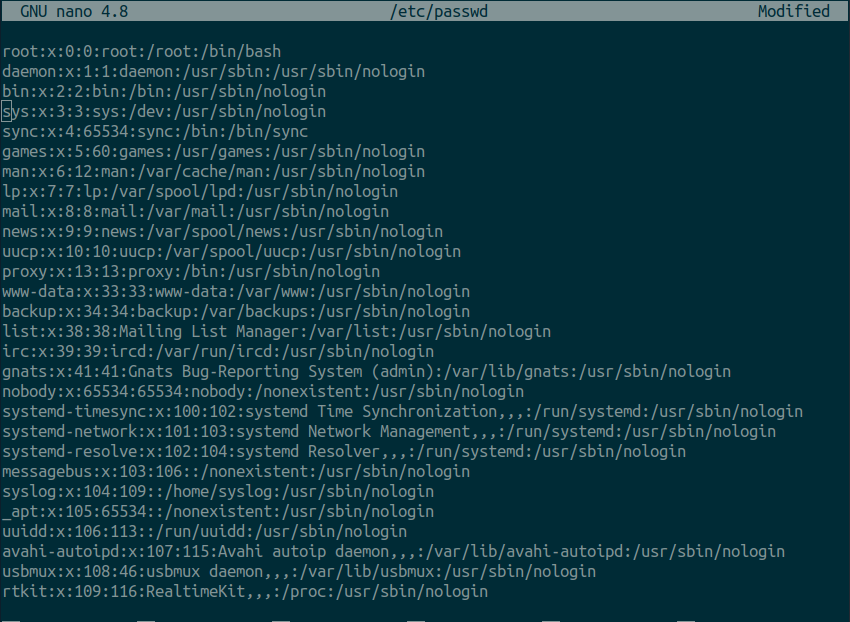 GNU nano 4.8 /etc/passwd Modified
root:x:0:0:root:/root:/bin/bash
daemon:x:1:1:daemon:/usr/sbin:/usr/sbin/nologin
bin:x:2:2:bin:/bin:/usr/sbin/nologin
sys:x:3:3:sys:/dev:/usr/sbin/nologin
sync:x:4:65534:sync:/bin:/bin/sync
games:x:5:60:games:/usr/games:/usr/sbin/nologin
man:x:6:12:man:/var/cache/man:/usr/sbin/nologin
lp:x:7:7:lp:/var/spool/lpd:/usr/sbin/nologin
mail:x:8:8:mail:/var/mail:/usr/sbin/nologin
news:x:9:9:news:/var/spool/news:/usr/sbin/nologin
uucp:x:10:10:uucp:/var/spool/uucp:/usr/sbin/nologin
proxy:x:13:13:proxy:/bin:/usr/sbin/nologin
www-data:x:33:33:www-data:/var/www:/usr/sbin/nologin
backup:x:34:34:backup:/var/backups:/usr/sbin/nologin
list:x:38:38:Mailing List Manager:/var/list:/usr/sbin/nologin
irc:x:39:39:ircd:/var/run/ircd:/usr/sbin/nologin
gnats:x:41:41:Gnats Bug-Reporting System (admin):/var/lib/gnats:/usr/sbin/nologin
nobody:x:65534:65534:nobody:/nonexistent:/usr/sbin/nologin
systemd-timesync:x:100:102:systemd Time Synchronization,,,:/run/systemd:/usr/sbin/nologin
systemd-network:x:101:103:systemd Network Management,,,:/run/systemd:/usr/sbin/nologin
systemd-resolve:x:102:104:systemd Resolver,,,:/run/systemd:/usr/sbin/nologin
messagebus:x:103:106::/nonexistent:/usr/sbin/nologin
syslog:x:104:109::/home/syslog:/usr/sbin/nologin
_apt:x:105:65534::/nonexistent:/usr/sbin/nologin
uuidd:x:106:113::/run/uuidd:/usr/sbin/nologin
avahi-autoipd:x:107:115:Avahi autoip daemon,,,:/var/lib/avahi-autoipd:/usr/sbin/nologin
usbmux:x:108:46:usbmux daemon,,,:/var/lib/usbmux:/usr/sbin/nologin
rtkit:x:109:116:RealtimeKit,,,:/proc:/usr/sbin/nologin